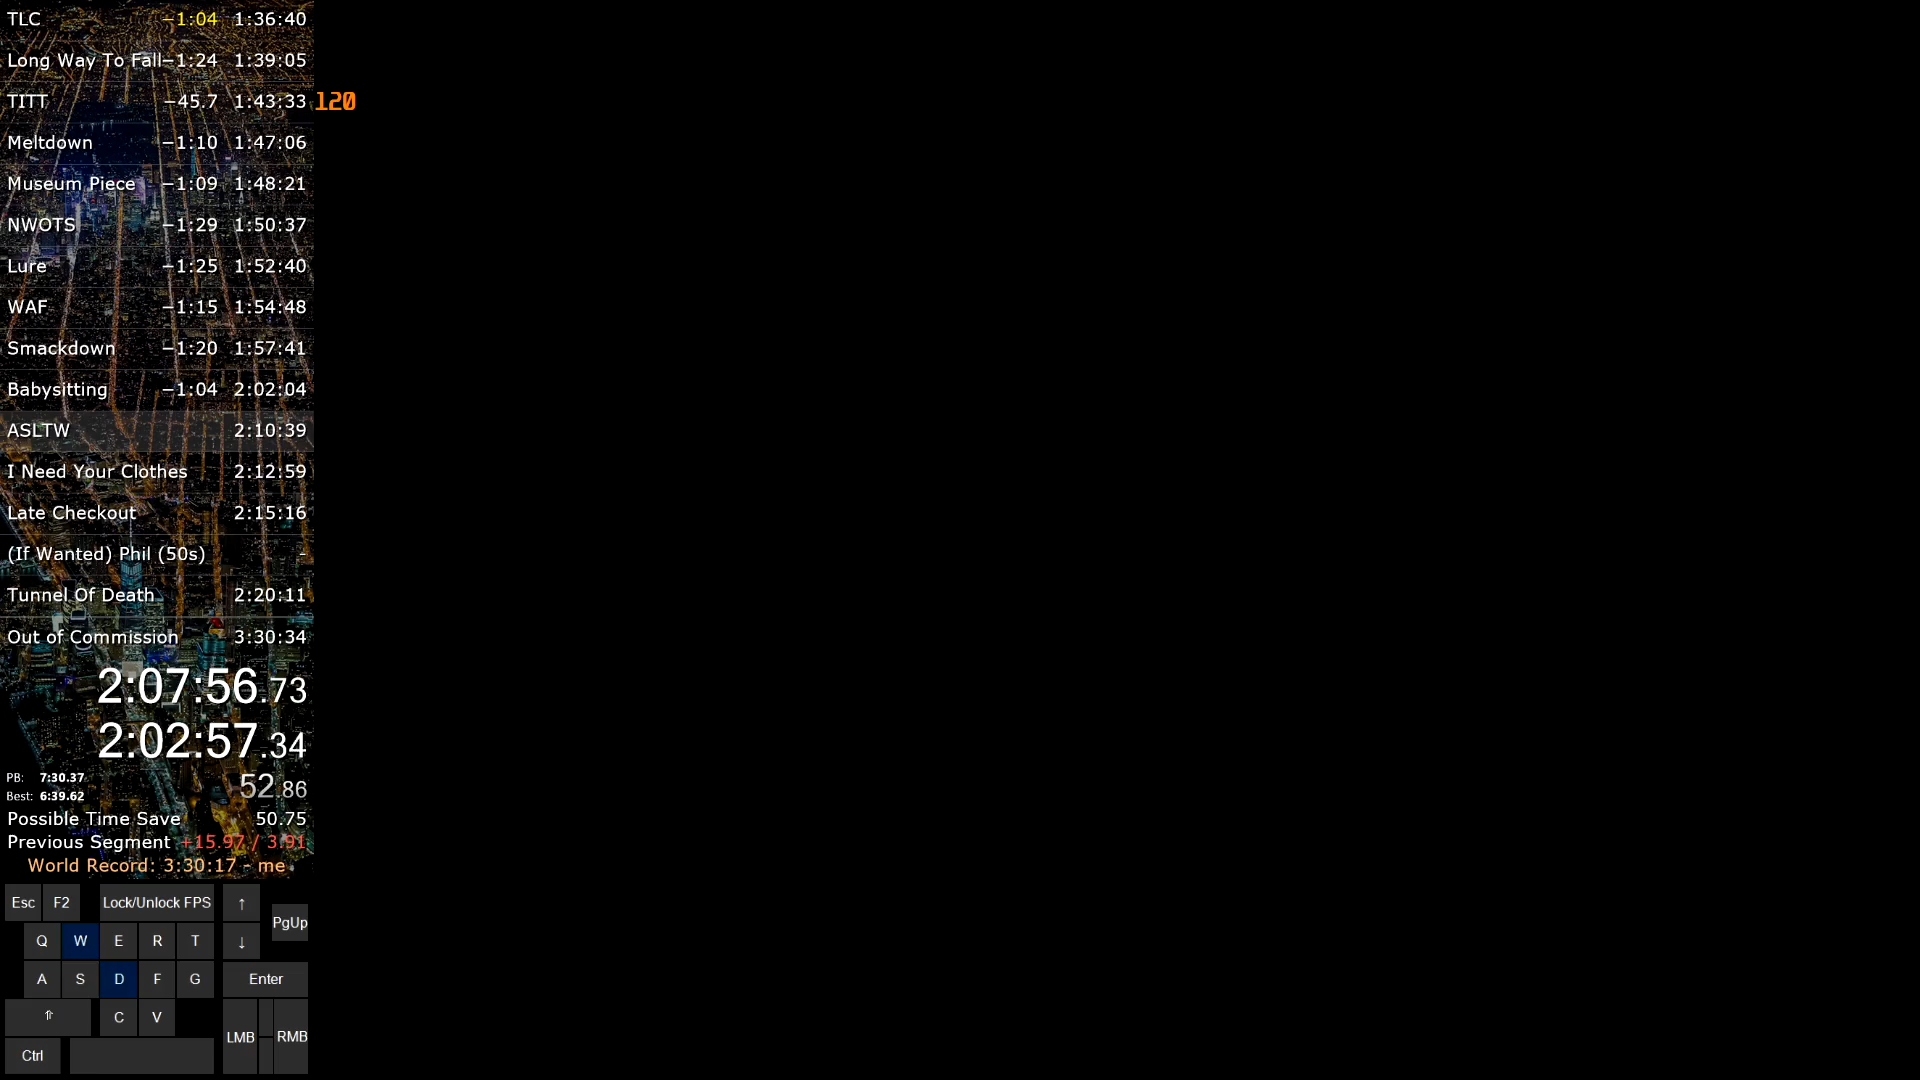 TLC −1:04 1:36:40
Long Way To Fall −1:24 1:39:05
TITT −45.7 1:43:33 120
Meltdown −1:10 1:47:06
Museum Piece −1:09 1:48:21
NWOTS −1:29 1:50:37
Lure −1:25 1:52:40
WAF −1:15 1:54:48
Smackdown −1:20 1:57:41
Babysitting −1:04 2:02:04
ASLTW 2:10:39
I Need Your Clothes 2:12:59
Late Checkout 2:15:16
(If Wanted) Phil (50s) -
Tunnel Of Death 2:20:11
Out of Commission 3:30:34
2:07:56.73
2:02:57.34
PB: 7:30.37 52.86
Best: 6:39.62
Possible Time Save 50.75
Previous Segment +15.97 / 3.91
World Record: 3:30:17 - me
Esc F2 Lock/Unlock FPS ↑ PgUp
Q W E R T ↓
A S D F G Enter
⇧ C V LMB RMB
Ctrl